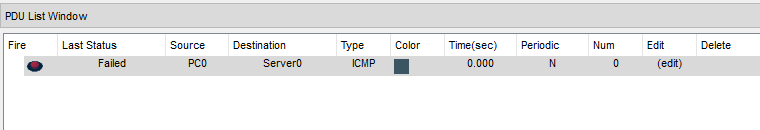 PDU List Window
Fire Last Status Source Destination Type Color Time(sec) Periodic Num Edit Delete
Failed PC0 Server0 ICMP 0.000 N 0 (edit)